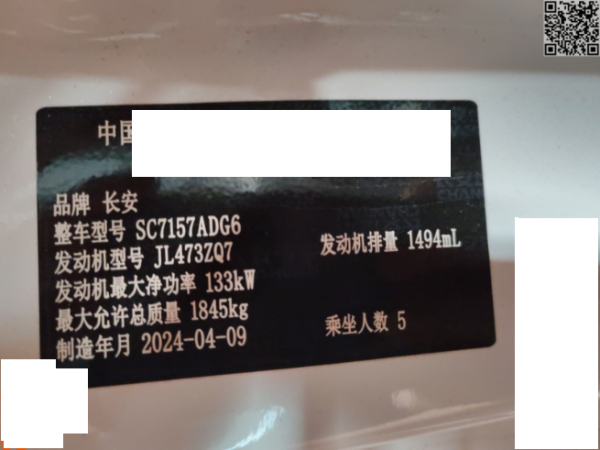 中国
品牌 长安
整车型号 SC7157ADG6
发动机型号 JL473ZQ7 发动机排量 1494mL
发动机最大净功率 133kW
最大允许总质量 1845kg 乘坐人数 5
制造年月 2024-04-09